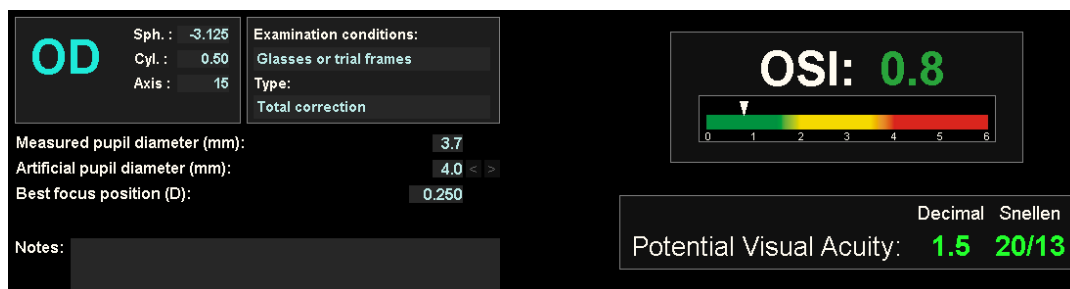 OD
Sph. : -3.125
Cyl. : 0.50
Axis : 15
Examination conditions:
Glasses or trial frames
Type:
Total correction
Measured pupil diameter (mm): 3.7
Artificial pupil diameter (mm): 4.0 < >
Best focus position (D): 0.250
Notes:
OSI: 0.8
0 1 2 3 4 5 6
Decimal Snellen
Potential Visual Acuity: 1.5 20/13